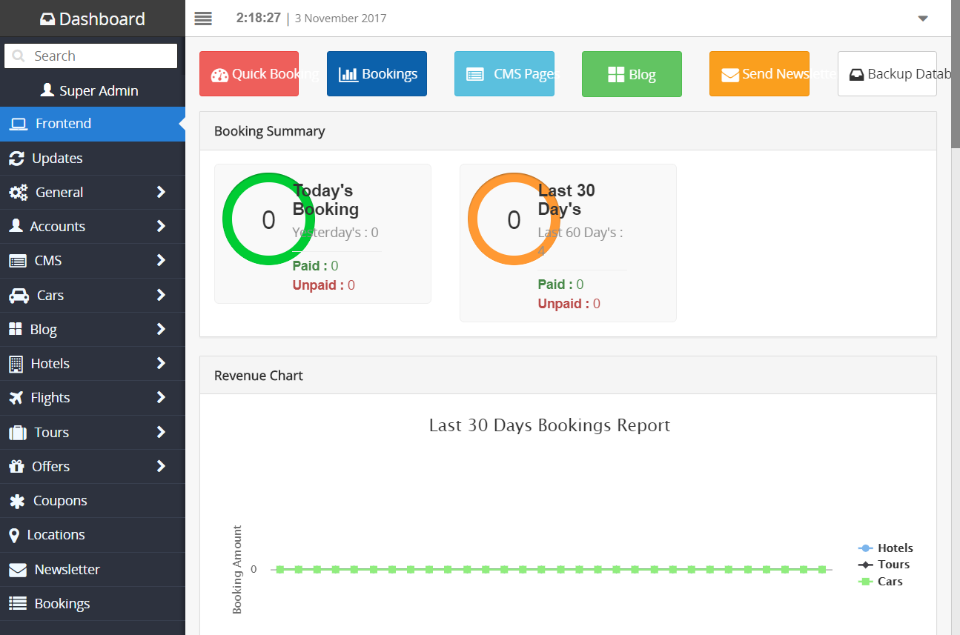 Dashboard
2:18:27 | 3 November 2017
Search
Super Admin
Frontend
Updates
General
Accounts
CMS
Cars
Blog
Hotels
Flights
Tours
Offers
Coupons
Locations
Newsletter
Bookings
Quick Booking
Bookings
CMS Page
Blog
Send Newsletter
Backup Datab
Booking Summary
0
Today's
Booking
Yesterday's : 0
Paid : 0
Unpaid : 0
0
Last 30
Day's
Last 60 Day's :
4
Paid : 0
Unpaid : 0
Revenue Chart
Last 30 Days Bookings Report
Booking Amount
0
Hotels
Tours
Cars